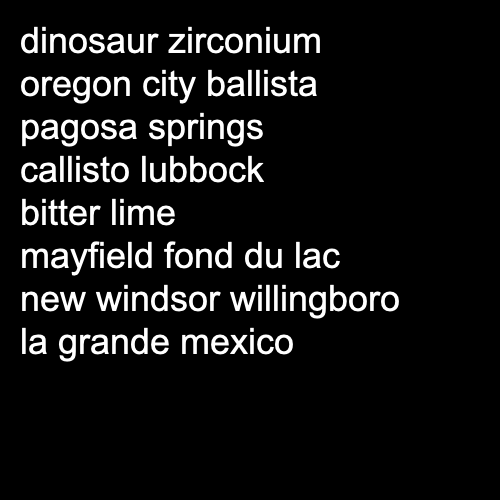 dinosaur zirconium
oregon city ballista
pagosa springs
callisto lubbock
bitter lime
mayfield fond du lac
new windsor willingboro
la grande mexico